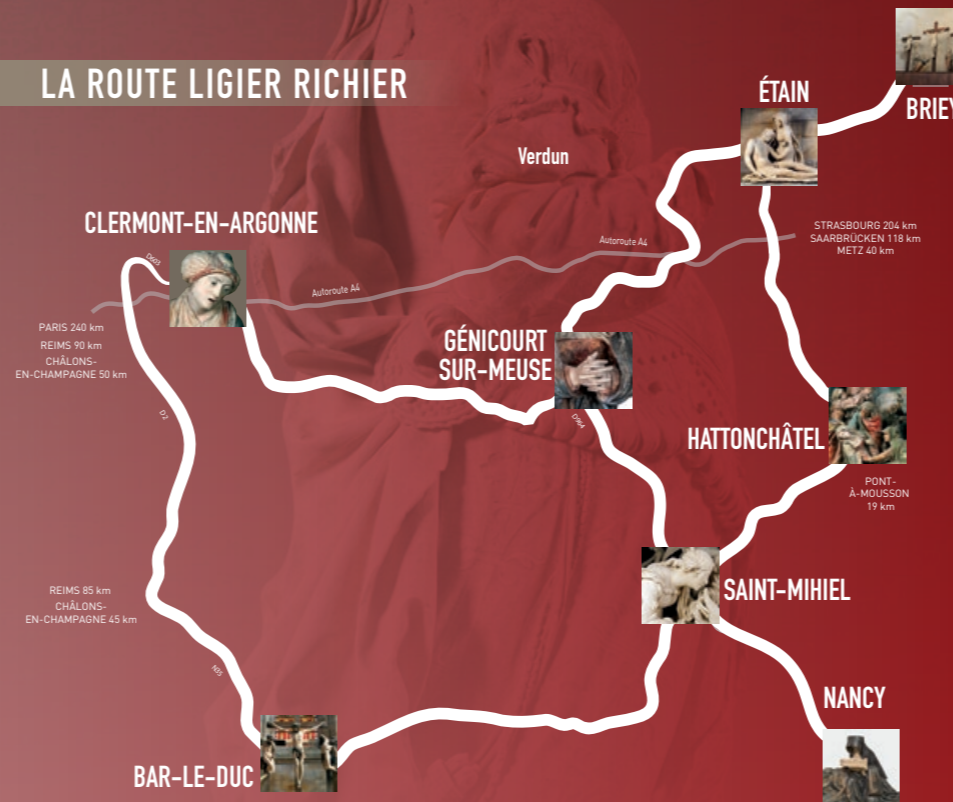 LA ROUTE LIGIER RICHIER
ÉTAIN
BRIEY
Verdun
CLERMONT-EN-ARGONNE
STRASBOURG 204 km
SAARBRÜCKEN 118 km
METZ 40 km
Autoroute A4
D603
Autoroute A4
PARIS 240 km
REIMS 90 km
CHÂLONS-
EN-CHAMPAGNE 50 km
GÉNICOURT
SUR-MEUSE
D2
D964
HATTONCHÂTEL
PONT-
À-MOUSSON
19 km
REIMS 85 km
CHÂLONS-
EN-CHAMPAGNE 45 km
SAINT-MIHIEL
N35
NANCY
BAR-LE-DUC